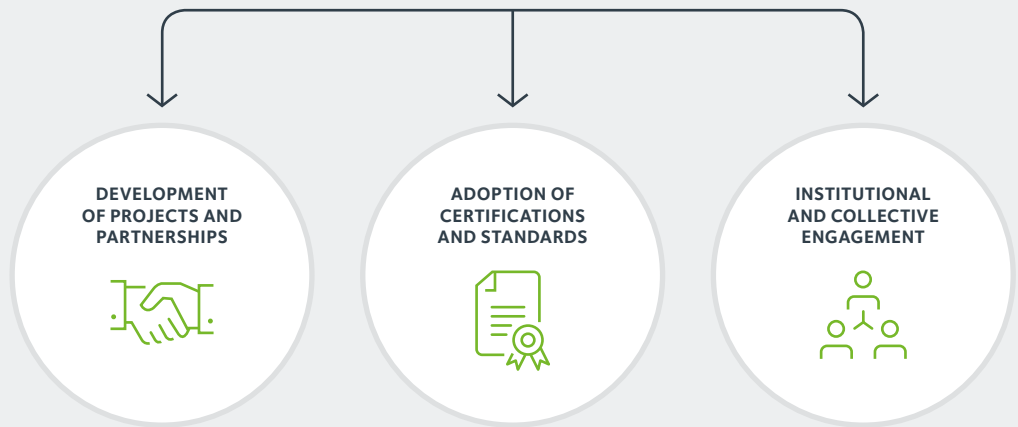 DEVELOPMENT
OF PROJECTS AND
PARTNERSHIPS
ADOPTION OF
CERTIFICATIONS
AND STANDARDS
INSTITUTIONAL
AND COLLECTIVE
ENGAGEMENT